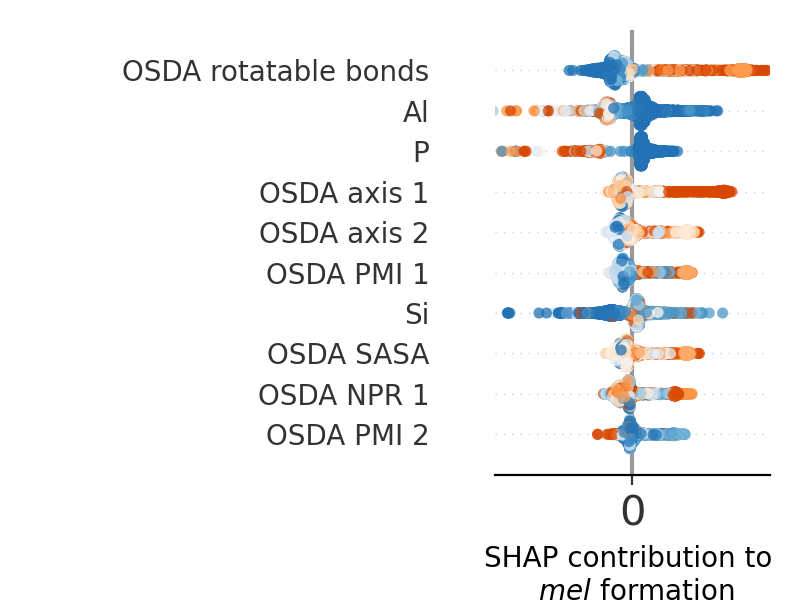 OSDA rotatable bonds
Al
P
OSDA axis 1
OSDA axis 2
OSDA PMI 1
Si
OSDA SASA
OSDA NPR 1
OSDA PMI 2
0
SHAP contribution to
mel formation